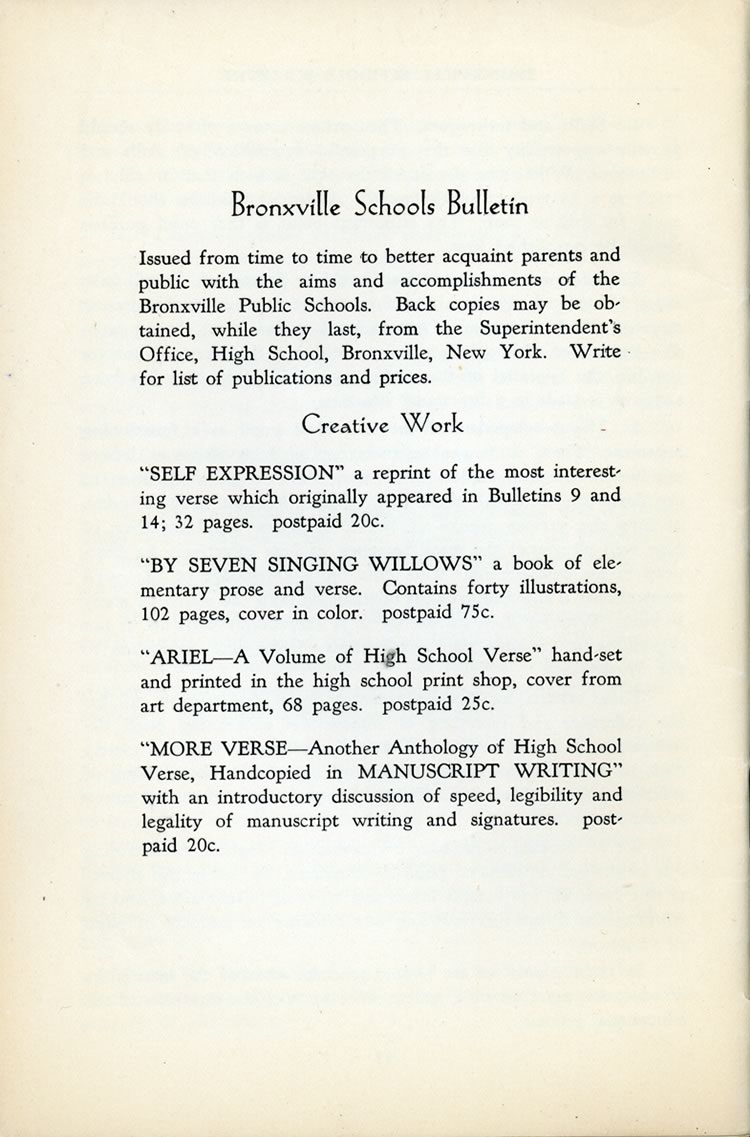 Bronxville Schools Bulletin
Issued from time to time to better acquaint parents and
public with the aims and accomplishments of the
Bronxville Public Schools. Back copies may be ob-
tained, while they last, from the Superintendent's
Office, High School, Bronxville, New York. Write
for list of publications and prices.
Creative Work
“SELF EXPRESSION” a reprint of the most interest-
ing verse which originally appeared in Bulletins 9 and
14; 32 pages. postpaid 20c.
“BY SEVEN SINGING WILLOWS” a book of ele-
mentary prose and verse. Contains forty illustrations,
102 pages, cover in color. postpaid 75c.
“ARIEL—A Volume of High School Verse” hand-set
and printed in the high school print shop, cover from
art department, 68 pages. postpaid 25c.
“MORE VERSE—Another Anthology of High School
Verse, Handcopied in MANUSCRIPT WRITING”
with an introductory discussion of speed, legibility and
legality of manuscript writing and signatures. post-
paid 20c.